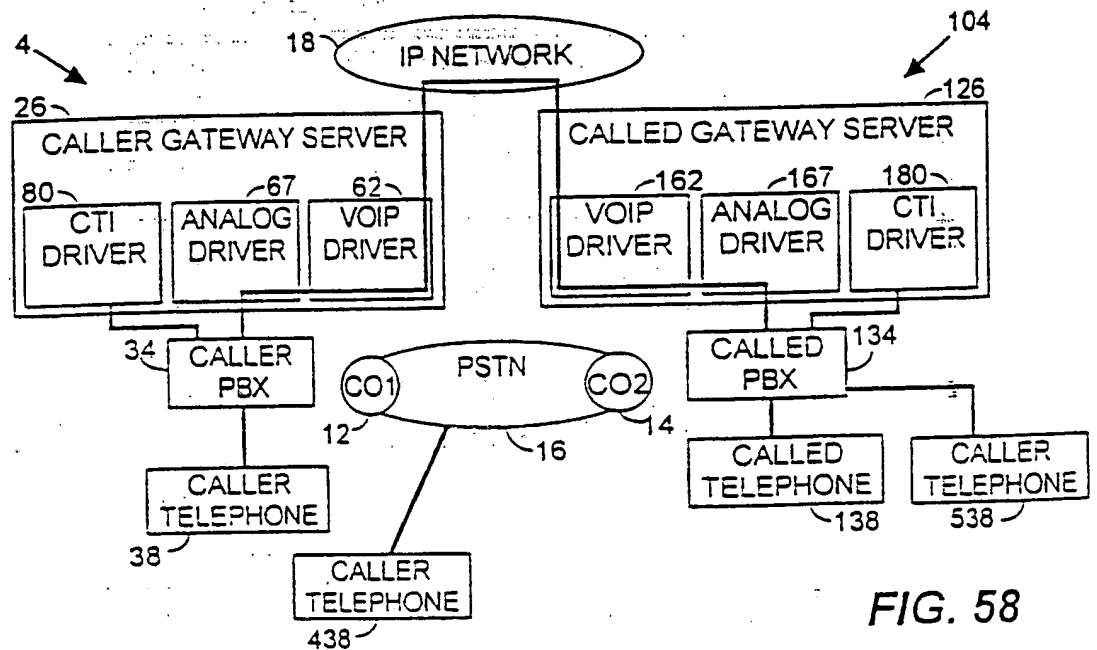 4
18
IP NETWORK
104
26
126
CALLER GATEWAY SERVER
CALLED GATEWAY SERVER
80
67
62
162
167
180
CTI
DRIVER
ANALOG
DRIVER
VOIP
DRIVER
VOIP
DRIVER
ANALOG
DRIVER
CTI
DRIVER
34
CALLER
PBX
CO1
PSTN
CO2
CALLED
PBX
134
12
16
14
CALLER
TELEPHONE
38
CALLED
TELEPHONE
138
CALLER
TELEPHONE
538
CALLER
TELEPHONE
438
FIG. 58